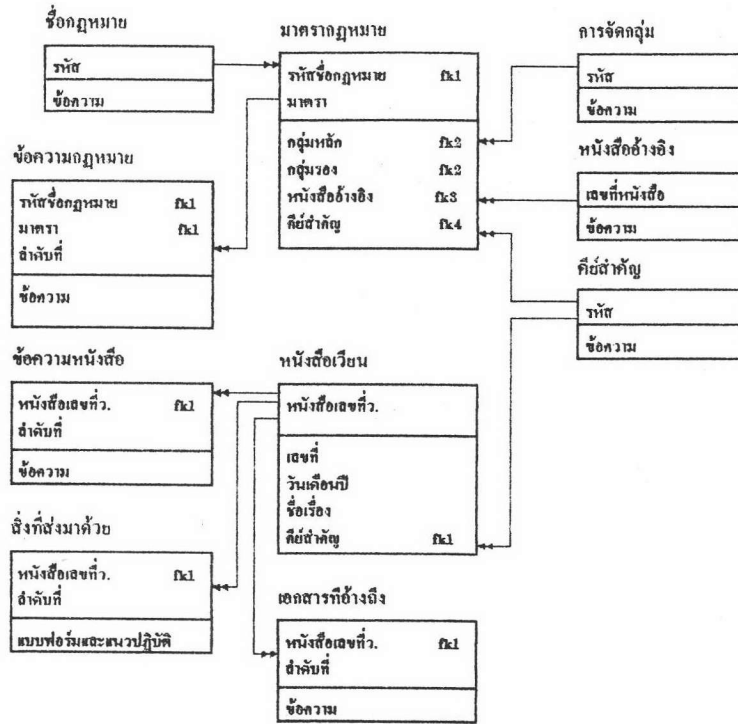 ชื่อกฎหมาย
รหัส
ข้อความ
มาตรากฎหมาย
รหัสชื่อกฎหมาย fk1
มาตรา
กลุ่มหลัก fk2
กลุ่มรอง fk2
หนังสืออ้างอิง fk3
คีย์สำคัญ fk4
การจัดกลุ่ม
รหัส
ข้อความ
หนังสืออ้างอิง
เลขที่หนังสือ
ข้อความ
คีย์สำคัญ
รหัส
ข้อความ
ข้อความกฎหมาย
รหัสชื่อกฎหมาย fk1
มาตรา fk1
ลำดับที่
ข้อความ
ข้อความหนังสือ
หนังสือเลขที่ว. fk1
ลำดับที่
ข้อความ
หนังสือเวียน
หนังสือเลขที่ว.
เลขที่
วันเดือนปี
ชื่อเรื่อง
คีย์สำคัญ fk1
สิ่งที่ส่งมาด้วย
หนังสือเลขที่ว. fk1
ลำดับที่
แบบฟอร์มและแนวปฏิบัติ
เอกสารที่อ้างถึง
หนังสือเลขที่ว. fk1
ลำดับที่
ข้อความ